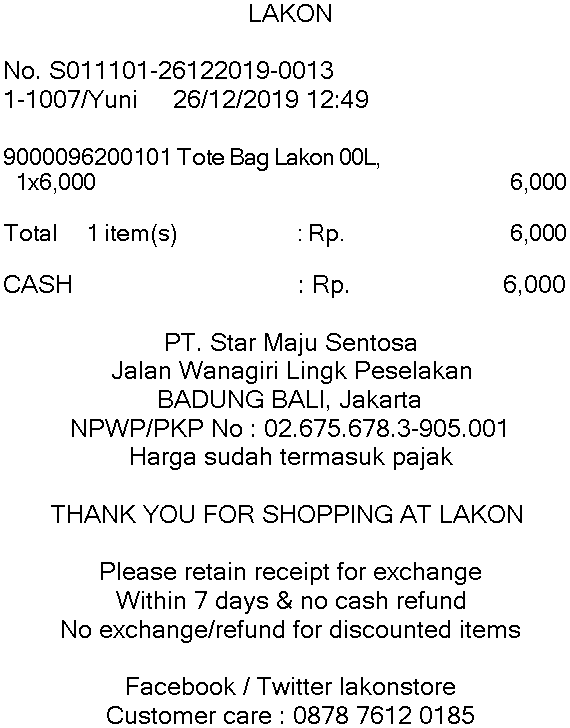 LAKON
No. S011101-26122019-0013
1-1007/Yuni 26/12/2019 12:49
9000096200101 Tote Bag Lakon 00L,
1x6,000 6,000
Total 1 item(s) : Rp. 6,000
CASH : Rp. 6,000
PT. Star Maju Sentosa
Jalan Wanagiri Lingk Peselakan
BADUNG BALI, Jakarta
NPWP/PKP No : 02.675.678.3-905.001
Harga sudah termasuk pajak
THANK YOU FOR SHOPPING AT LAKON
Please retain receipt for exchange
Within 7 days & no cash refund
No exchange/refund for discounted items
Facebook / Twitter lakonstore
Customer care : 0878 7612 0185